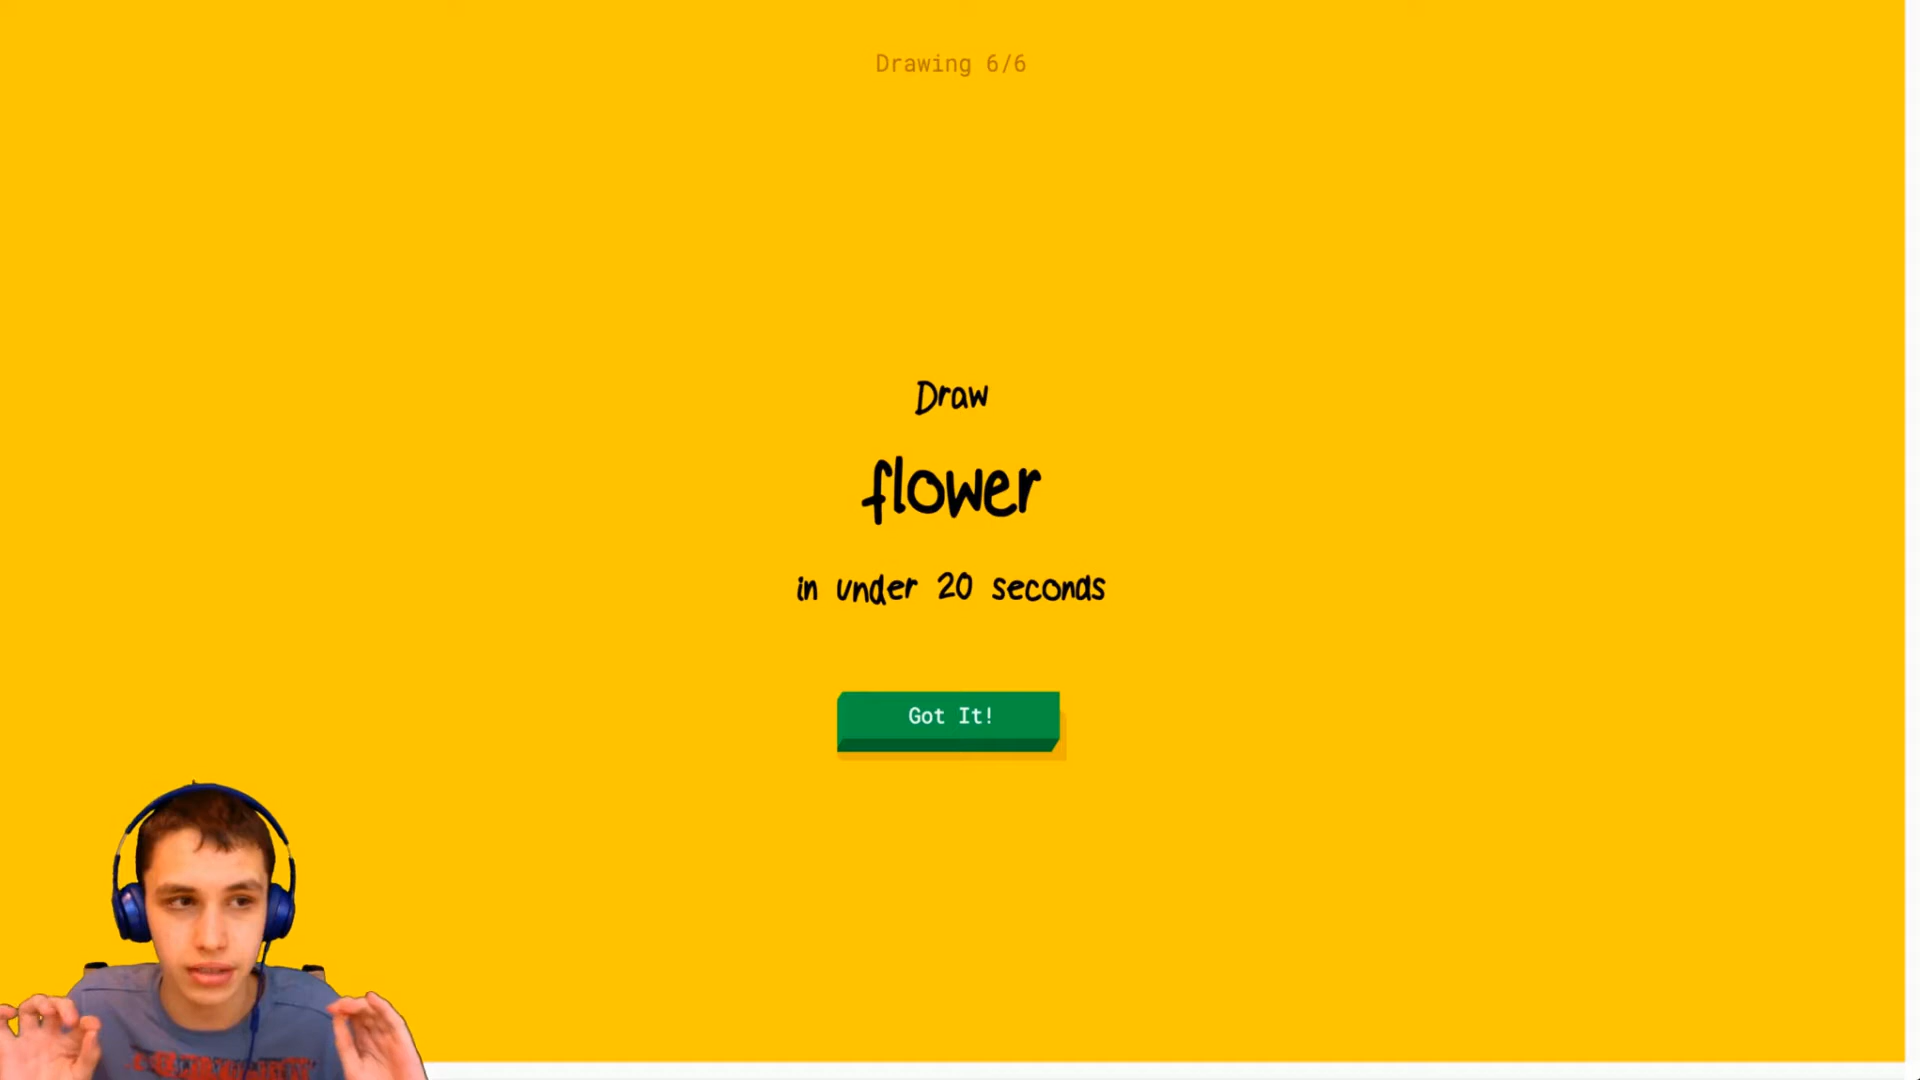 Drawing 6/6
Draw
flower
in under 20 seconds
Got It!